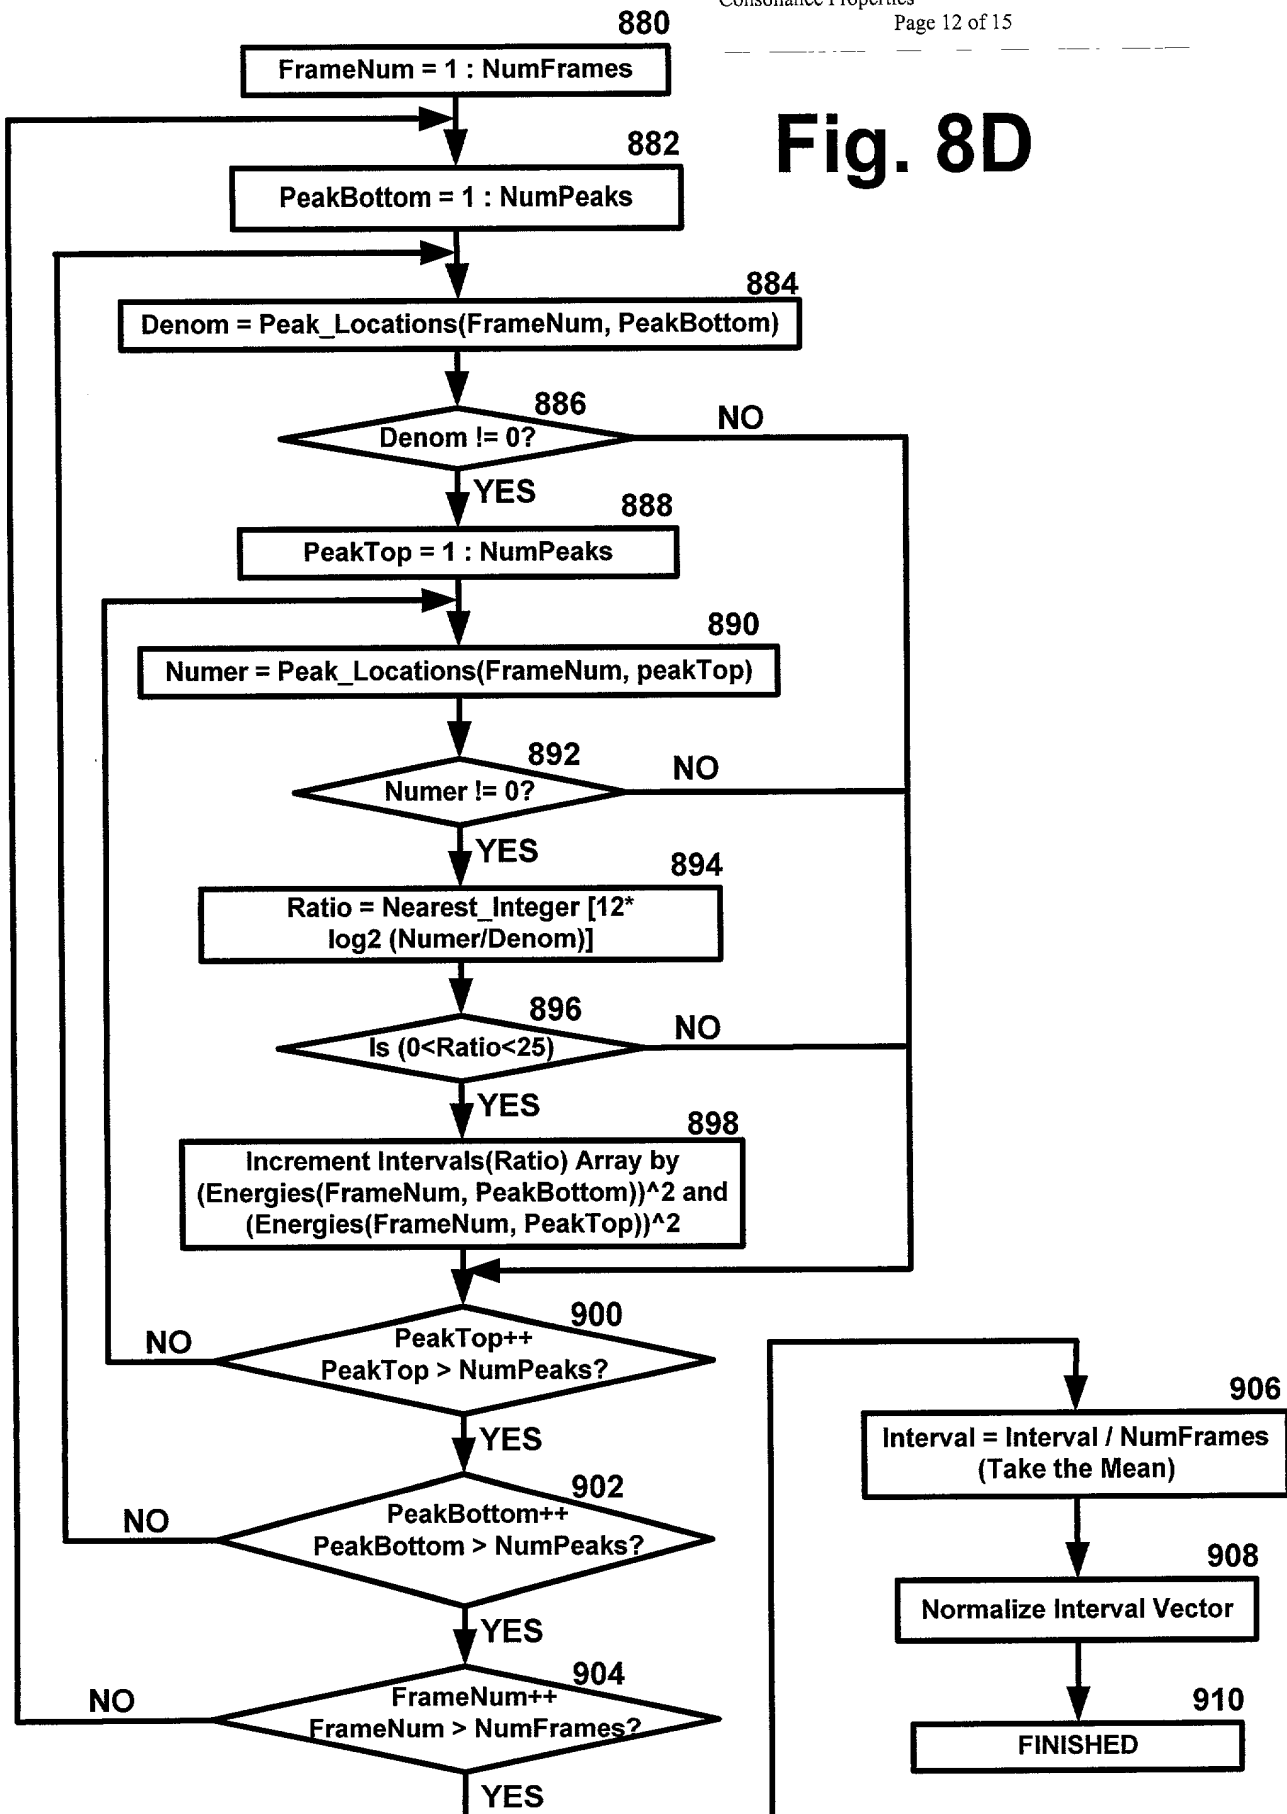 Consonance Properties
Page 12 of 15
Fig. 8D
880
FrameNum = 1 : NumFrames
882
PeakBottom = 1 : NumPeaks
884
Denom = Peak_Locations(FrameNum, PeakBottom)
886
Denom != 0?
NO
YES
888
PeakTop = 1 : NumPeaks
890
Numer = Peak_Locations(FrameNum, peakTop)
892
Numer != 0?
NO
YES
894
Ratio = Nearest_Integer [12*
log2 (Numer/Denom)]
896
Is (0<Ratio<25)
NO
YES
898
Increment Intervals(Ratio) Array by
(Energies(FrameNum, PeakBottom))^2 and
(Energies(FrameNum, PeakTop))^2
900
PeakTop++
PeakTop > NumPeaks?
NO
YES
902
PeakBottom++
PeakBottom > NumPeaks?
NO
YES
904
FrameNum++
FrameNum > NumFrames?
NO
YES
906
Interval = Interval / NumFrames
(Take the Mean)
908
Normalize Interval Vector
910
FINISHED